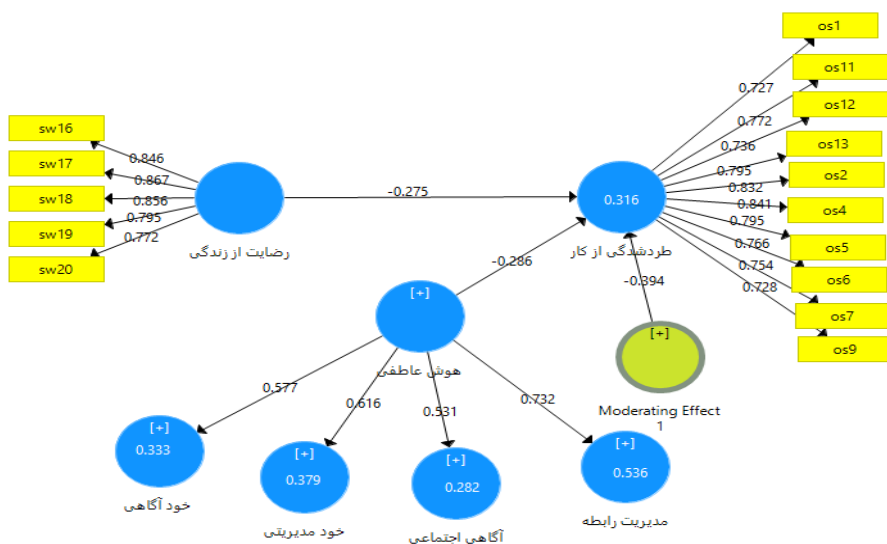 os1
os11
os12
os13
os2
os4
os5
os6
os7
os9
0.727
0.772
0.736
0.795
0.832
0.841
0.795
0.766
0.754
0.728
sw16
sw17
sw18
sw19
sw20
0.846
0.867
0.856
0.795
0.772
رضایت از زندگی
-0.275
0.316
طردشدگی از کار
-0.286
-0.394
[+]
هوش عاطفی
[+]
Moderating Effect
1
0.577
0.616
0.531
0.732
[+]
0.333
خود آگاهی
[+]
0.379
خود مدیریتی
[+]
0.282
آگاهی اجتماعی
[+]
0.536
مدیریت رابطه